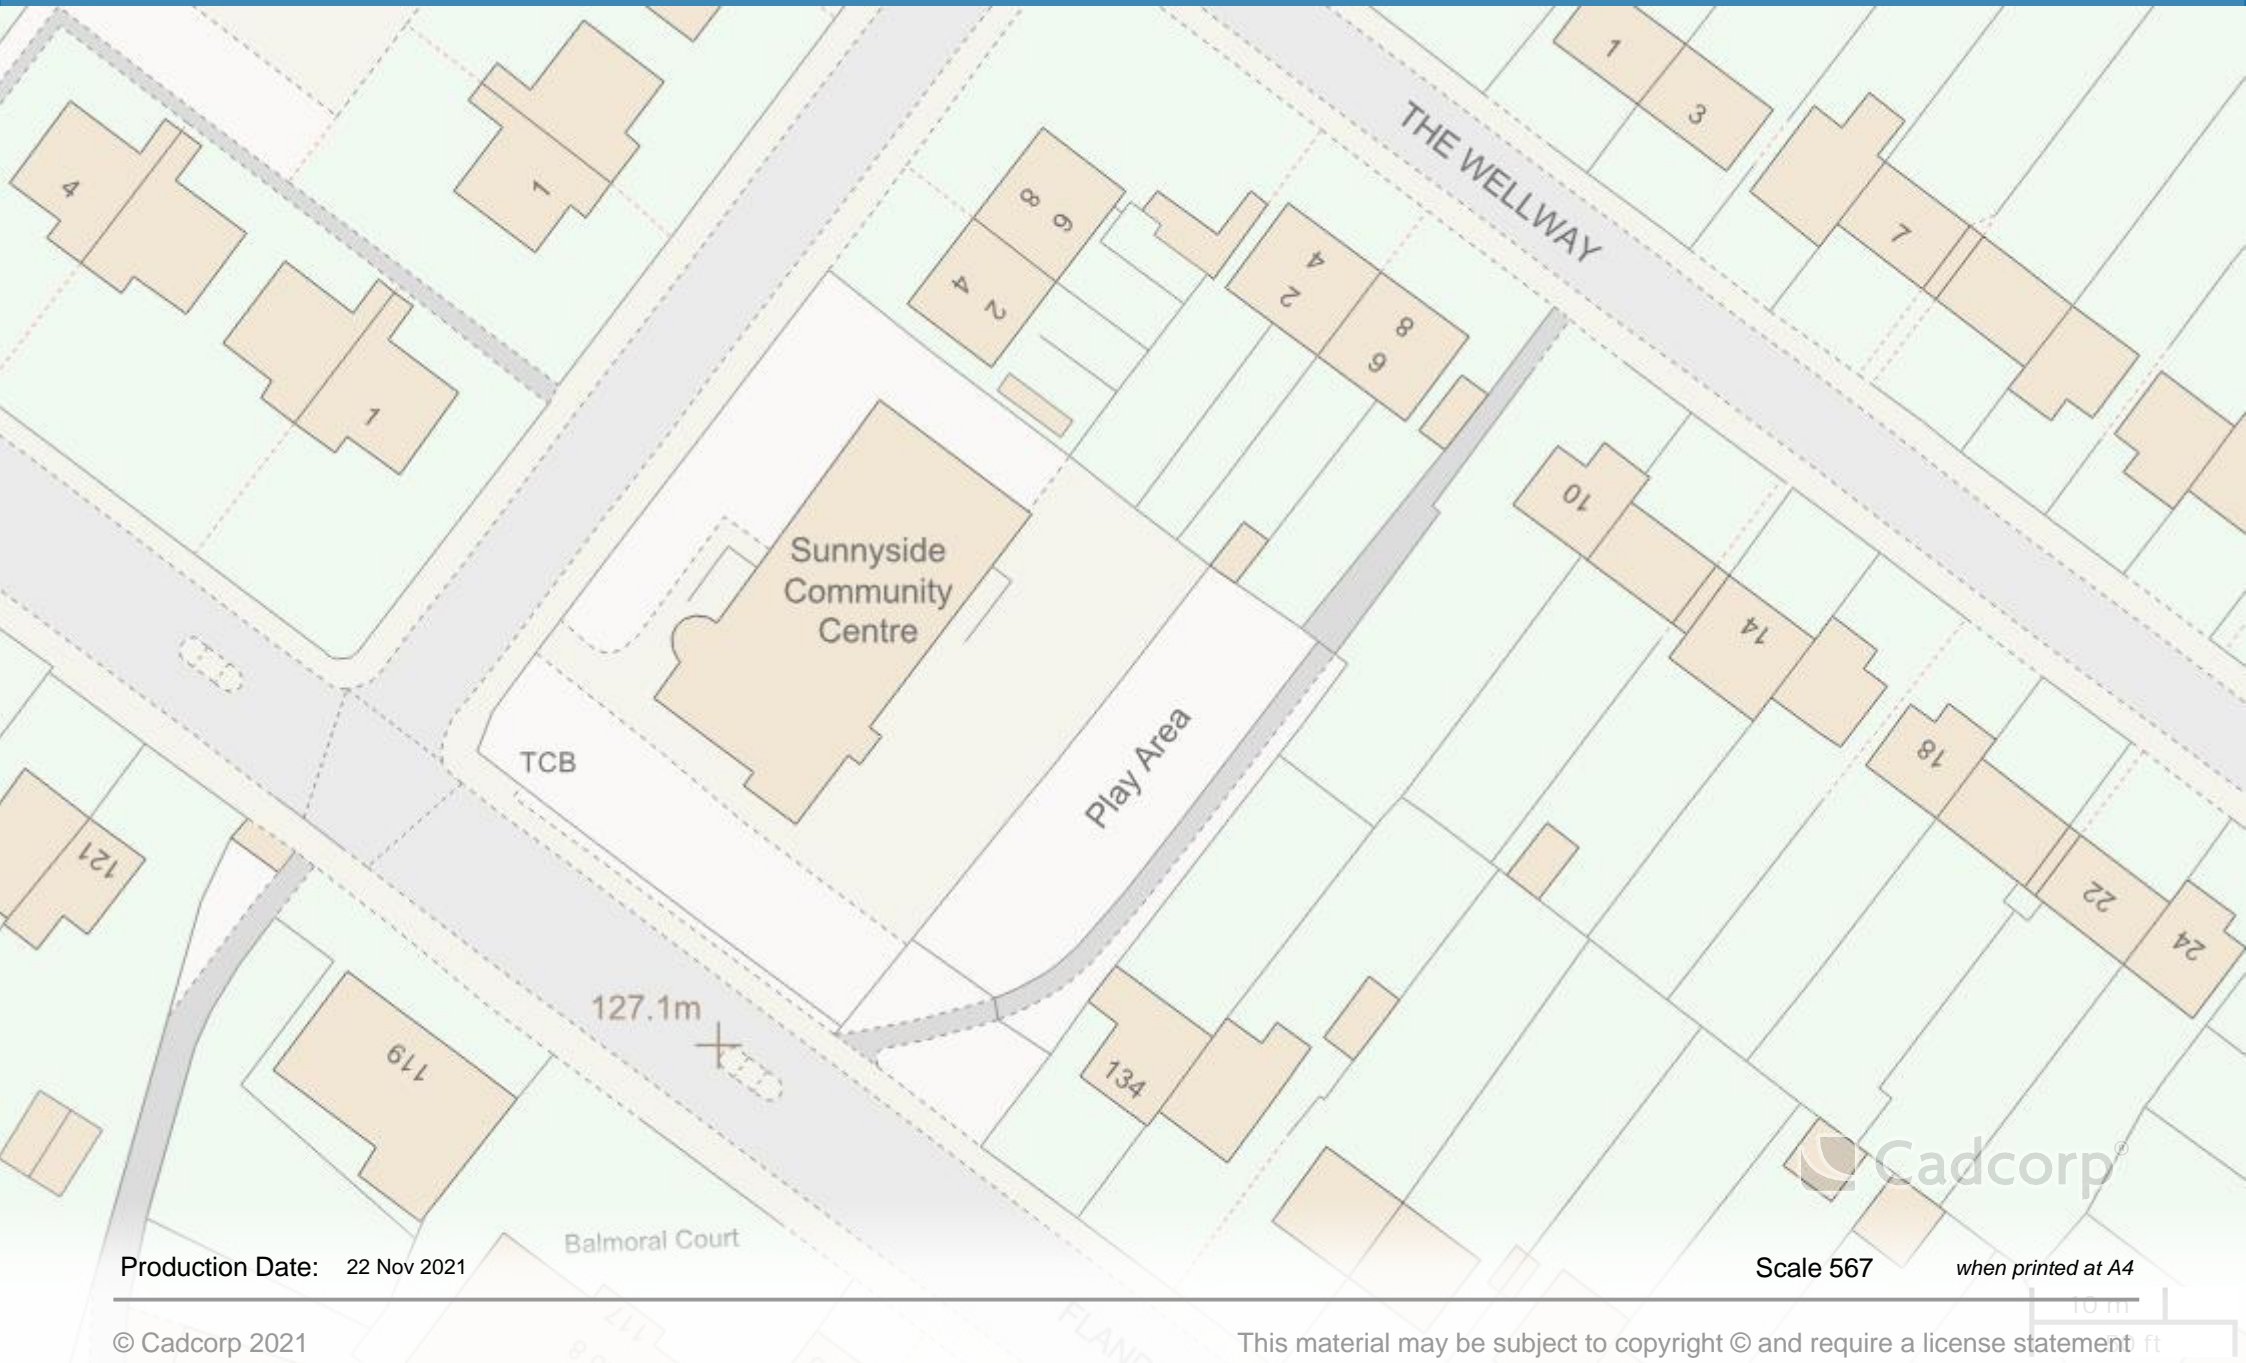 1
3
THE WELLWAY
4
1
8
6
4
2
4
2
8
6
7
1
10
Sunnyside
Community
Centre
14
TCB
Play Area
18
121
22
24
127.1m
119
134
Cadcorp®
Balmoral Court
Production Date: 22 Nov 2021
Scale 567 when printed at A4
10 m
117
© Cadcorp 2021
This material may be subject to copyright © and require a license statement
ft